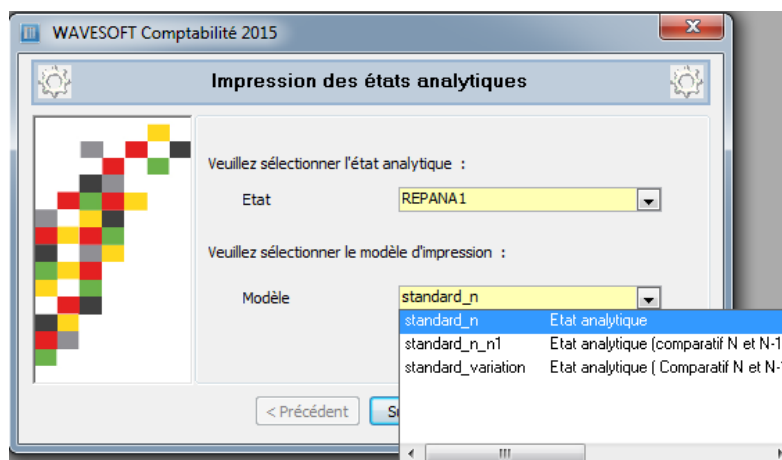 WAVESOFT Comptabilité 2015
Impression des états analytiques
Veuillez sélectionner l'état analytique :
Etat REPANA1
Veuillez sélectionner le modèle d'impression :
Modèle standard_n
standard_n Etat analytique
standard_n_n1 Etat analytique (comparatif N et N-1
standard_variation Etat analytique ( Comparatif N et N-
< Précédent